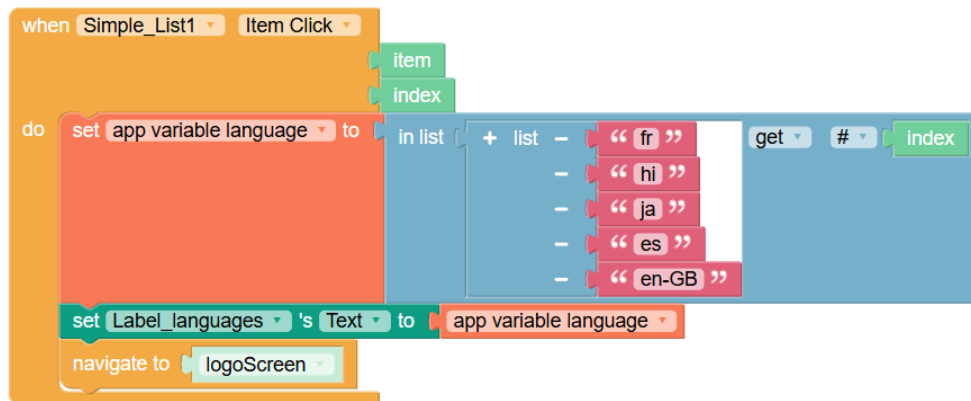 when Simple_List1 Item Click
item
index
do set app variable language to in list + list – “ fr ” get # index
– “ hi ”
– “ ja ”
– “ es ”
– “ en-GB ”
set Label_languages 's Text to app variable language
navigate to logoScreen